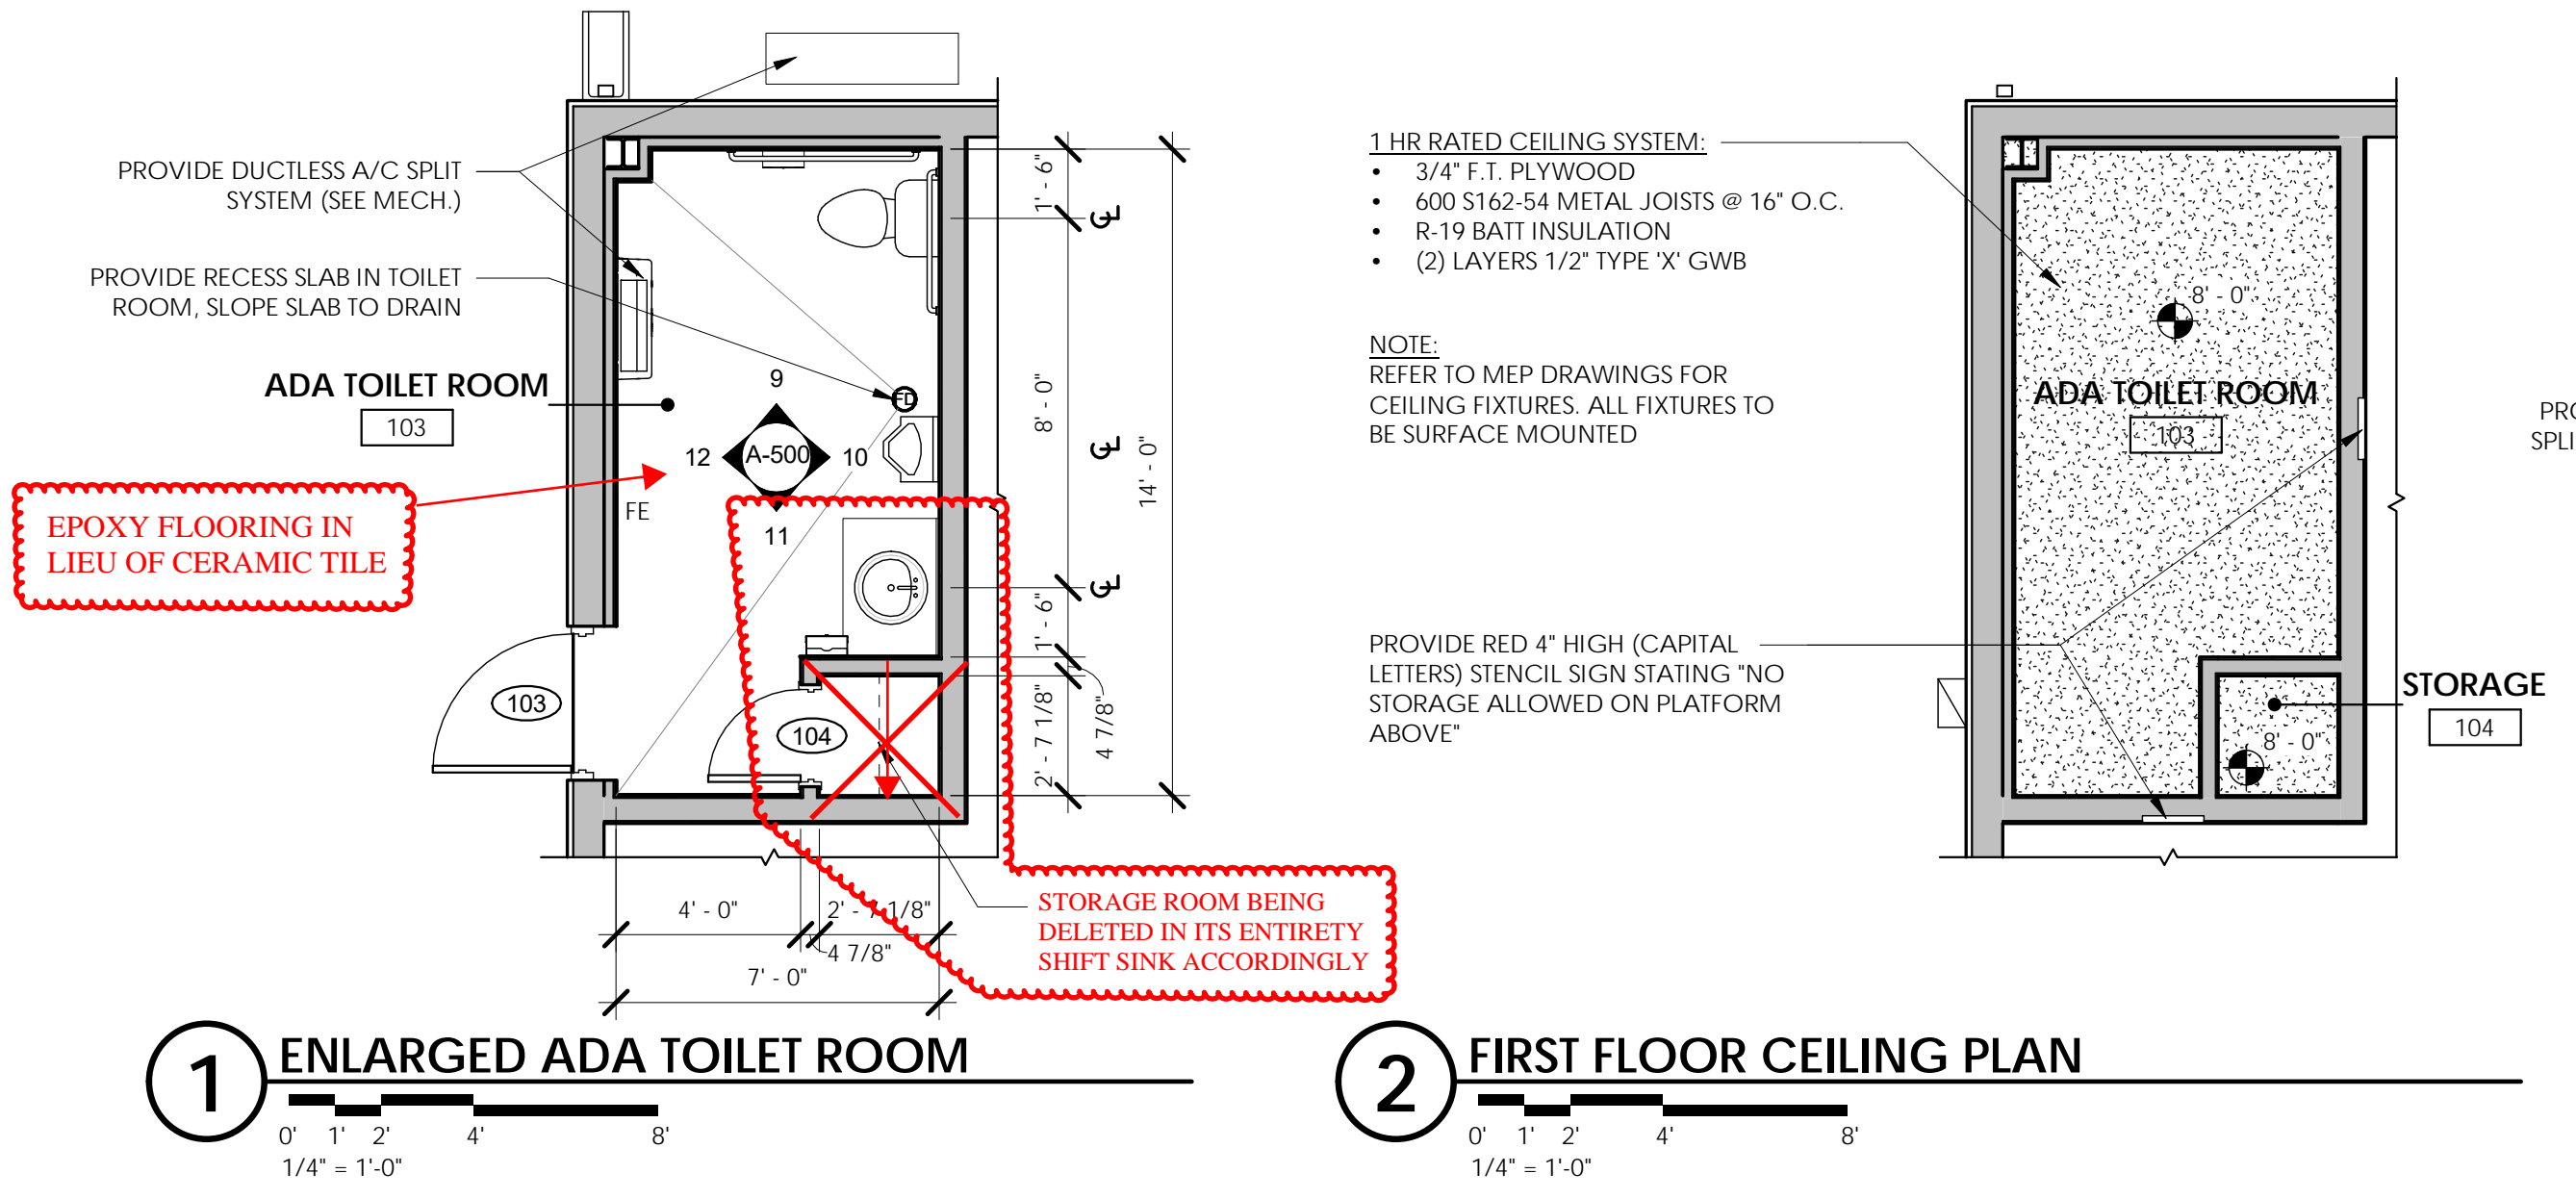 PROVIDE DUCTLESS A/C SPLIT
SYSTEM (SEE MECH.)
PROVIDE RECESS SLAB IN TOILET
ROOM, SLOPE SLAB TO DRAIN
ADA TOILET ROOM
103
EPOXY FLOORING IN
LIEU OF CERAMIC TILE
FE
9
12
A-500
10
11
FD
103
104
1' - 6"
8' - 0"
14' - 0"
1' - 6"
2' - 7 1/8"
4 7/8"
4' - 0"
2' - 7 1/8"
4 7/8"
7' - 0"
STORAGE ROOM BEING
DELETED IN ITS ENTIRETY
SHIFT SINK ACCORDINGLY
1
ENLARGED ADA TOILET ROOM
0' 1' 2' 4' 8'
1/4" = 1'-0"
1 HR RATED CEILING SYSTEM:
• 3/4" F.T. PLYWOOD
• 600 S162-54 METAL JOISTS @ 16" O.C.
• R-19 BATT INSULATION
• (2) LAYERS 1/2" TYPE 'X' GWB
NOTE:
REFER TO MEP DRAWINGS FOR
CEILING FIXTURES. ALL FIXTURES TO
BE SURFACE MOUNTED
PROVIDE RED 4" HIGH (CAPITAL
LETTERS) STENCIL SIGN STATING "NO
STORAGE ALLOWED ON PLATFORM
ABOVE"
8' - 0"
ADA TOILET ROOM
103
STORAGE
104
8' - 0"
PRO
SPLI
2
FIRST FLOOR CEILING PLAN
0' 1' 2' 4' 8'
1/4" = 1'-0"